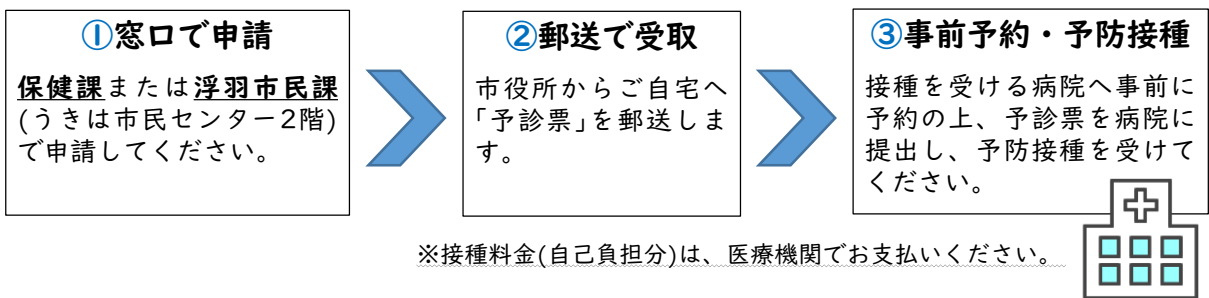 ①窓口で申請
保健課または浮羽市民課
(うきは市民センター2階)
で申請してください。
②郵送で受取
市役所からご自宅へ
「予診票」を郵送しま
す。
③事前予約・予防接種
接種を受ける病院へ事前に
予約の上、予診票を病院に
提出し、予防接種を受けて
ください。
※接種料金(自己負担分)は、医療機関でお支払いください。